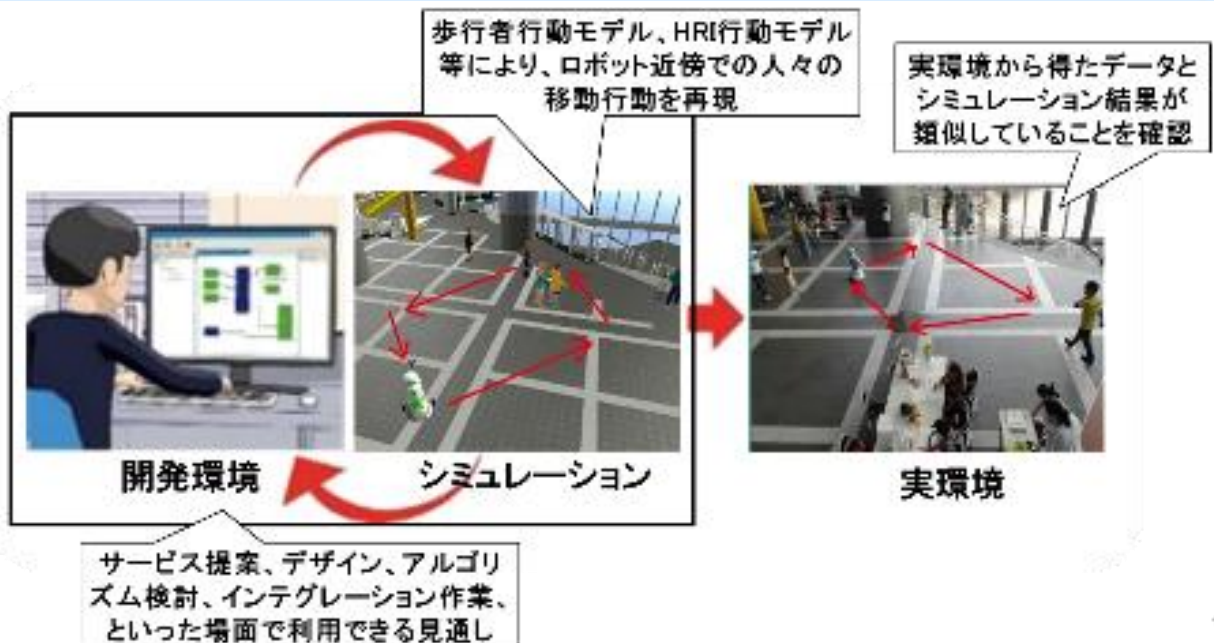 歩行者行動モデル、HRI行動モデル
等により、ロボット近傍での人々の
移動行動を再現
実環境から得たデータと
シミュレーション結果が
類似していることを確認
開発環境
シミュレーション
実環境
サービス提案、デザイン、アルゴリ
ズム検討、インテグレーション作業、
といった場面で利用できる見通し